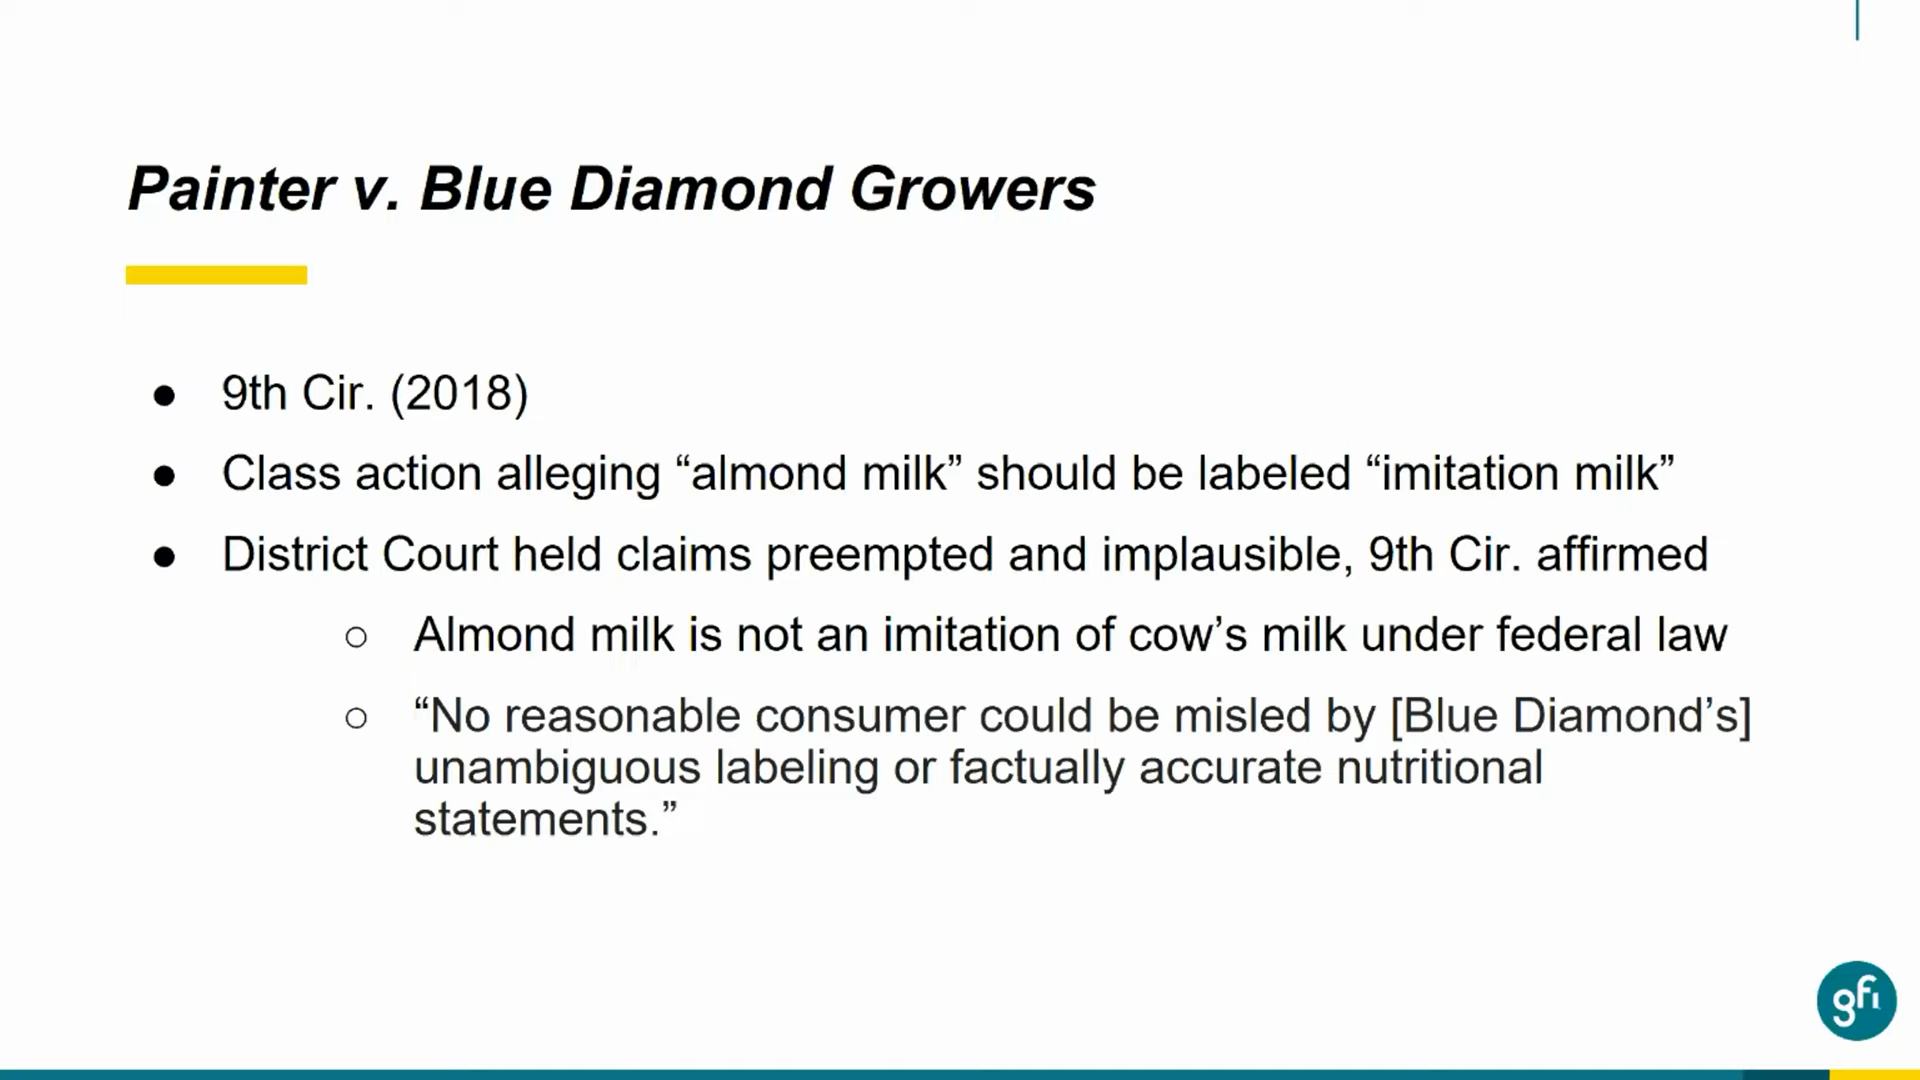 Painter v. Blue Diamond Growers
● 9th Cir. (2018)
● Class action alleging “almond milk” should be labeled “imitation milk”
● District Court held claims preempted and implausible, 9th Cir. affirmed
○ Almond milk is not an imitation of cow’s milk under federal law
○ “No reasonable consumer could be misled by [Blue Diamond’s]
unambiguous labeling or factually accurate nutritional
statements.”
gfi